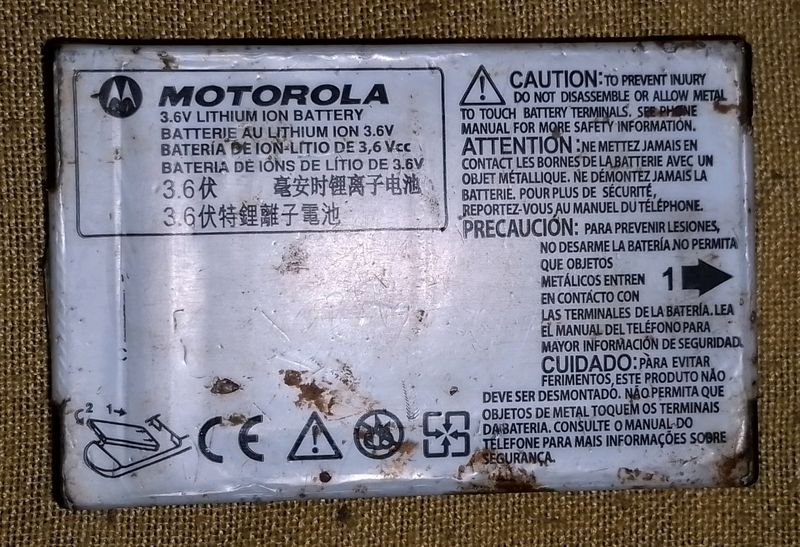 MOTOROLA
3.6V LITHIUM ION BATTERY
BATTERIE AU LITHIUM ION 3.6V
BATERÍA DE ION-LÍTIO DE 3,6 Vcc
BATERIA DE IÓNS DE LÍTIO DE 3.6V
3.6伏 毫安时锂离子电池
3.6伏特鋰離子電池
CAUTION: TO PREVENT INJURY
DO NOT DISASSEMBLE OR ALLOW METAL
TO TOUCH BATTERY TERMINALS. SEE PHONE
MANUAL FOR MORE SAFETY INFORMATION.
ATTENTION: NE METTEZ JAMAIS EN
CONTACT LES BORNES DE LA BATTERIE AVEC UN
OBJET MÉTALLIQUE. NE DÉMONTEZ JAMAIS LA
BATTERIE. POUR PLUS DE SÉCURITÉ,
REPORTEZ-VOUS AU MANUEL DU TÉLÉPHONE.
PRECAUCIÓN: PARA PREVENIR LESIONES,
NO DESARME LA BATERÍA.NO PERMITA
QUE OBJETOS
METÁLICOS ENTREN
EN CONTÁCTO CON
1
LAS TERMINALES DE LA BATERÍA. LEA
EL MANUAL DEL TELÉFONO PARA
MAYOR INFORMACIÓN DE SEGURIDAD.
CUIDADO: PARA EVITAR
FERIMENTOS, ESTE PRODUTO NÃO
DEVE SER DESMONTADO. NÃO PERMITA QUE
OBJETOS DE METAL TOQUEM OS TERMINAIS
DA BATERIA. CONSULTE O MANUAL DO
TELEFONE PARA MAIS INFORMAÇÕES SOBRE
SEGURANÇA.
2 1
CE